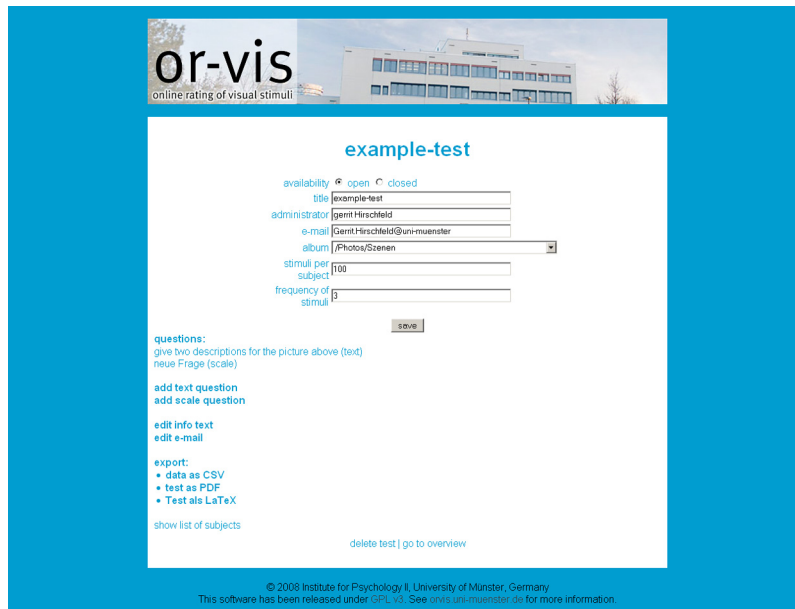 or-vis
online rating of visual stimuli
example-test
availability open closed
title example-test
administrator gerrit Hirschfeld
e-mail Gerrit.Hirschfeld@uni-muenster
album /Photos/Szenen
stimuli per
subject 100
frequency of
stimuli 3
save
questions:
give two descriptions for the picture above (text)
neue Frage (scale)
add text question
add scale question
edit info text
edit e-mail
export:
• data as CSV
• test as PDF
• Test als LaTeX
show list of subjects
delete test | go to overview
© 2008 Institute for Psychology II, University of Münster, Germany
This software has been released under GPL v3. See orvis.uni-muenster.de for more information.